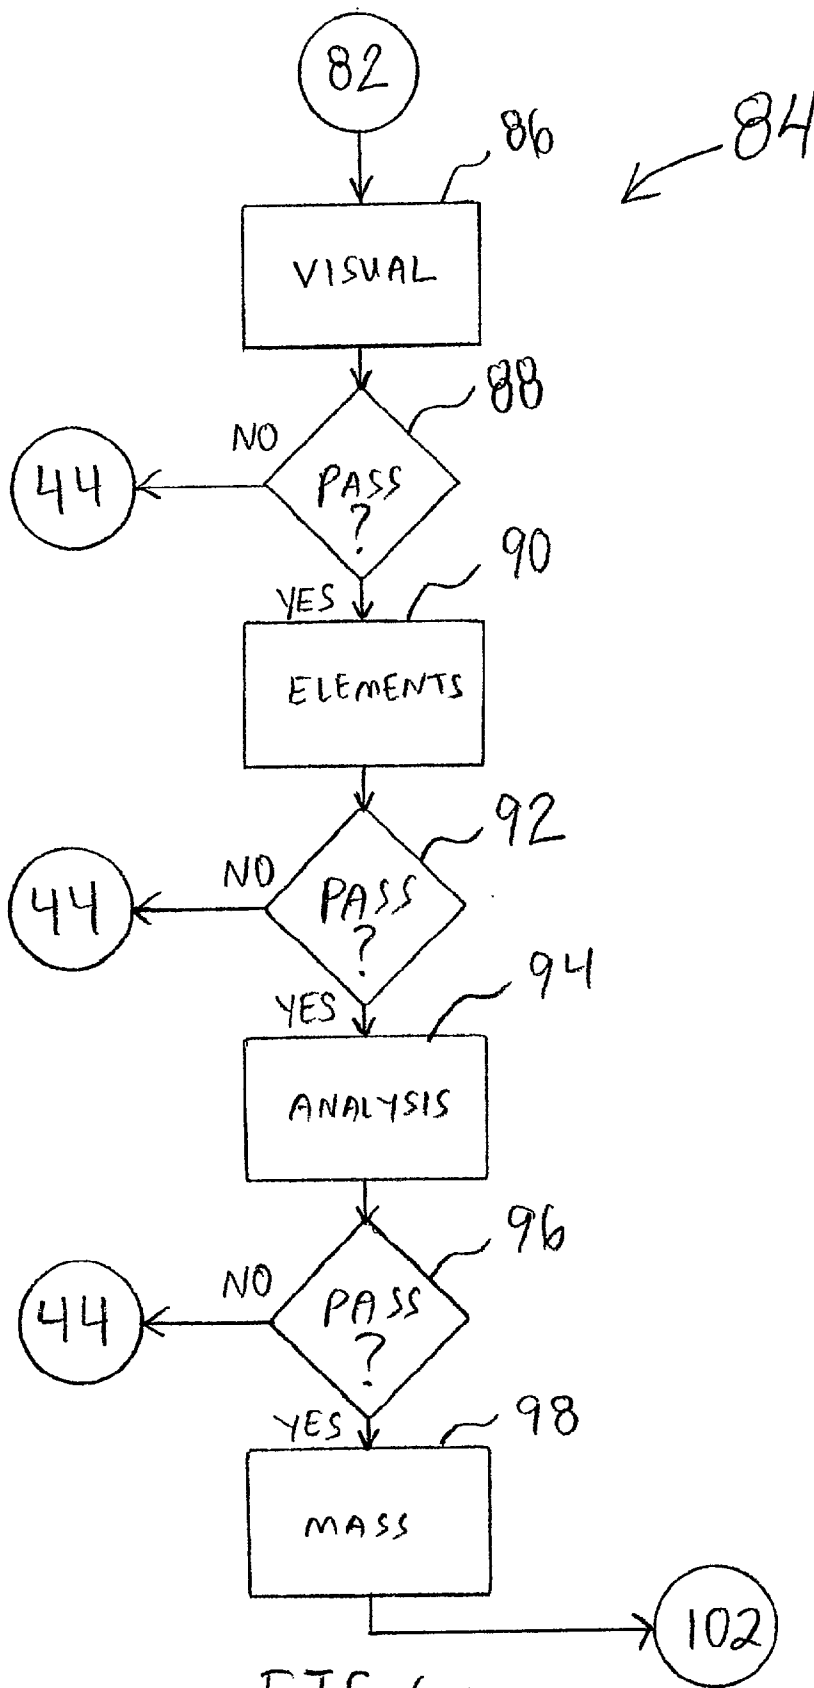 82
84
86
VISUAL
88
NO
44
PASS
?
YES
90
ELEMENTS
92
NO
44
PASS
?
YES
94
ANALYSIS
96
NO
44
PASS
?
YES
98
MASS
102
FIG